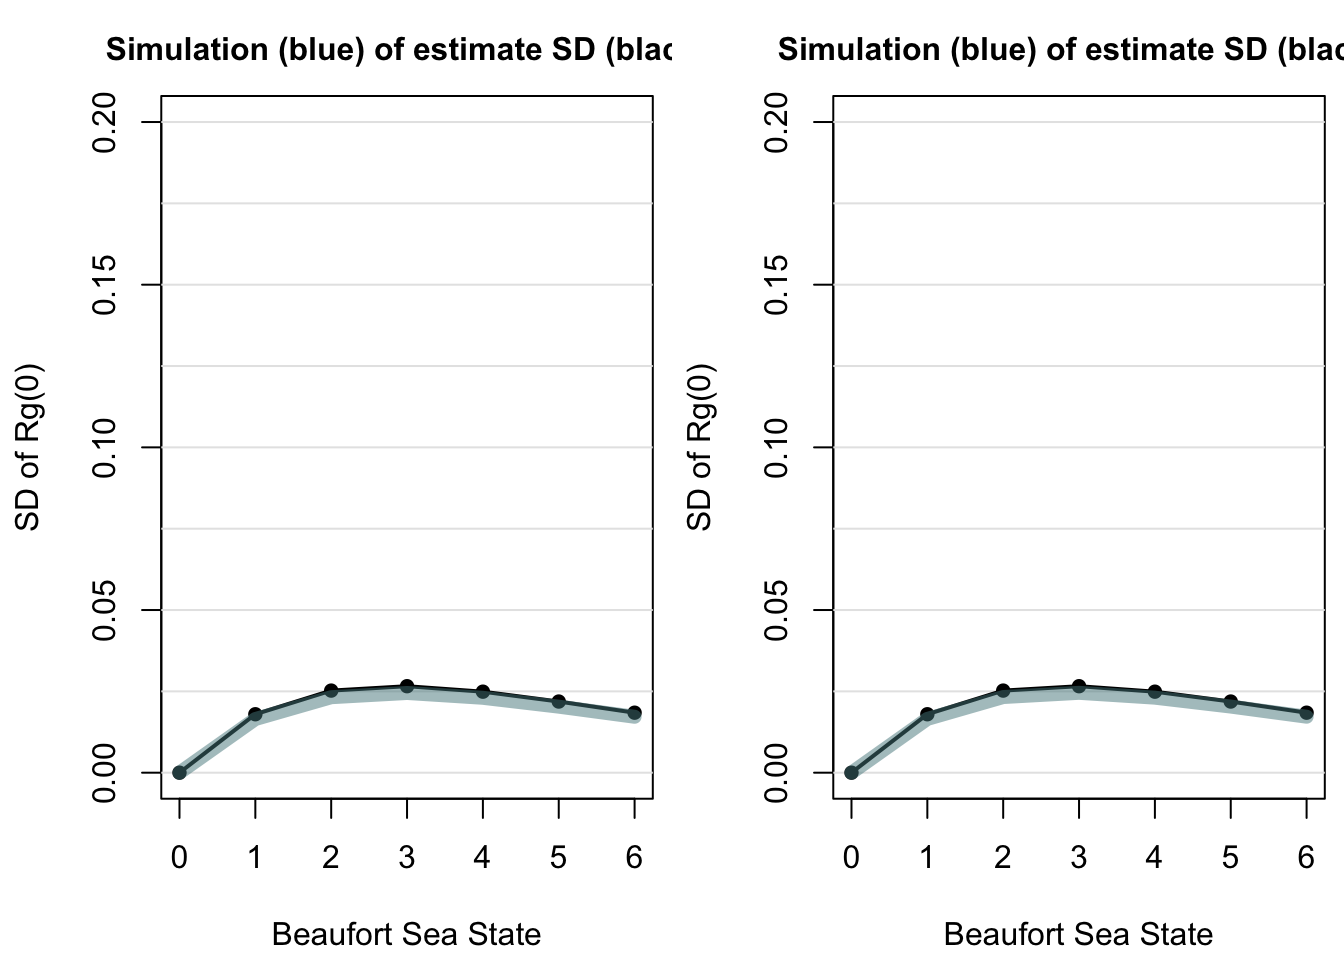 Simulation (blue) of estimate SD (blac
0.20
0.15
0.10
0.05
0.00
SD of Rg(0)
0 1 2 3 4 5 6
Beaufort Sea State
Simulation (blue) of estimate SD (blac
0.20
0.15
0.10
0.05
0.00
SD of Rg(0)
0 1 2 3 4 5 6
Beaufort Sea State